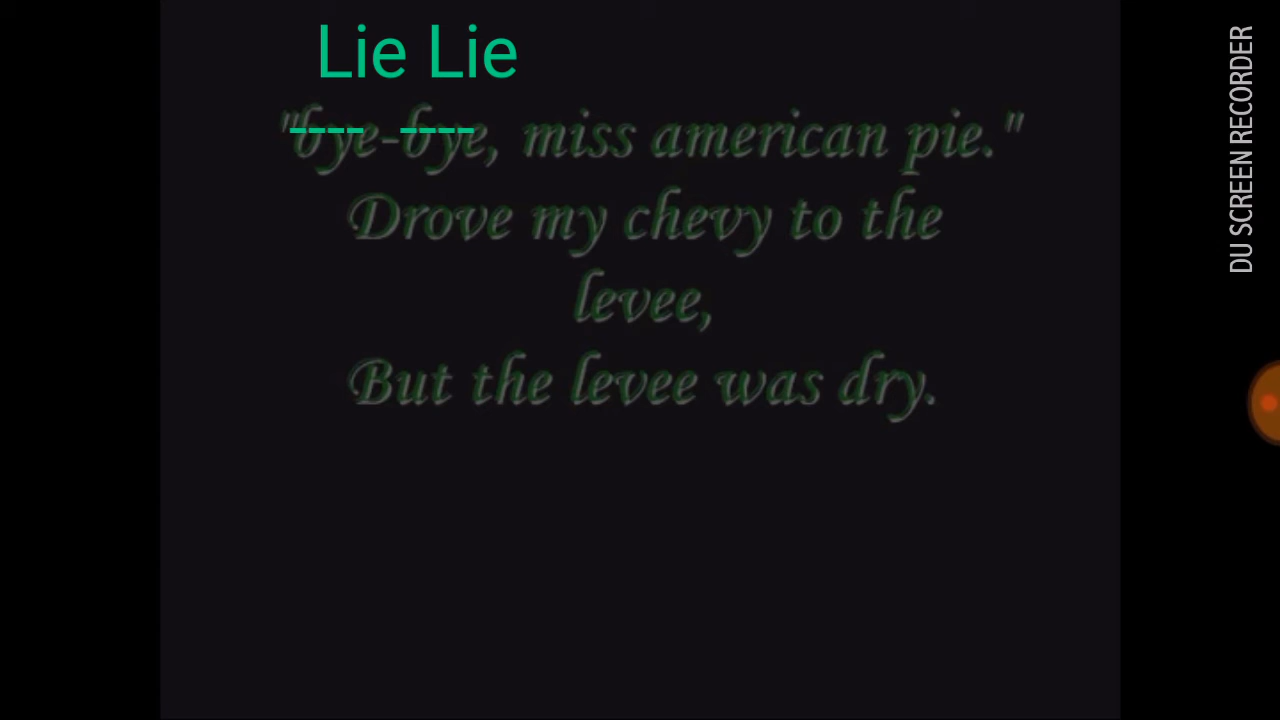 Lie Lie
"bye-bye, miss american pie."
Drove my chevy to the
levee,
But the levee was dry.
DU SCREEN RECORDER